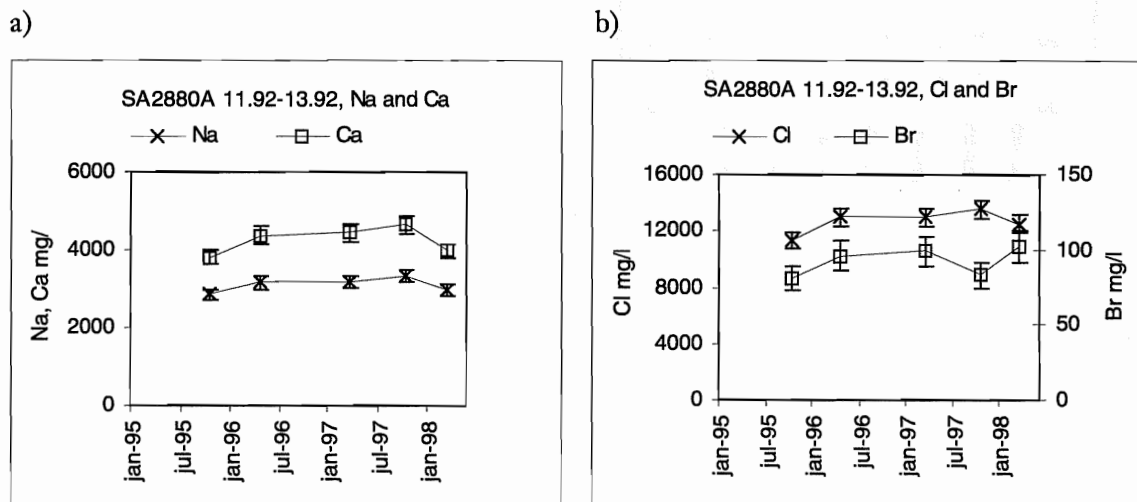 a)
SA2880A 11.92-13.92, Na and Ca
Na Ca
6000
4000
2000
0
Na, Ca mg/
jan-95
jul-95
jan-96
jul-96
jan-97
jul-97
jan-98
b)
SA2880A 11.92-13.92, Cl and Br
Cl Br
16000
12000
8000
4000
0
Cl mg/l
150
100
50
0
Br mg/l
jan-95
jul-95
jan-96
jul-96
jan-97
jul-97
jan-98